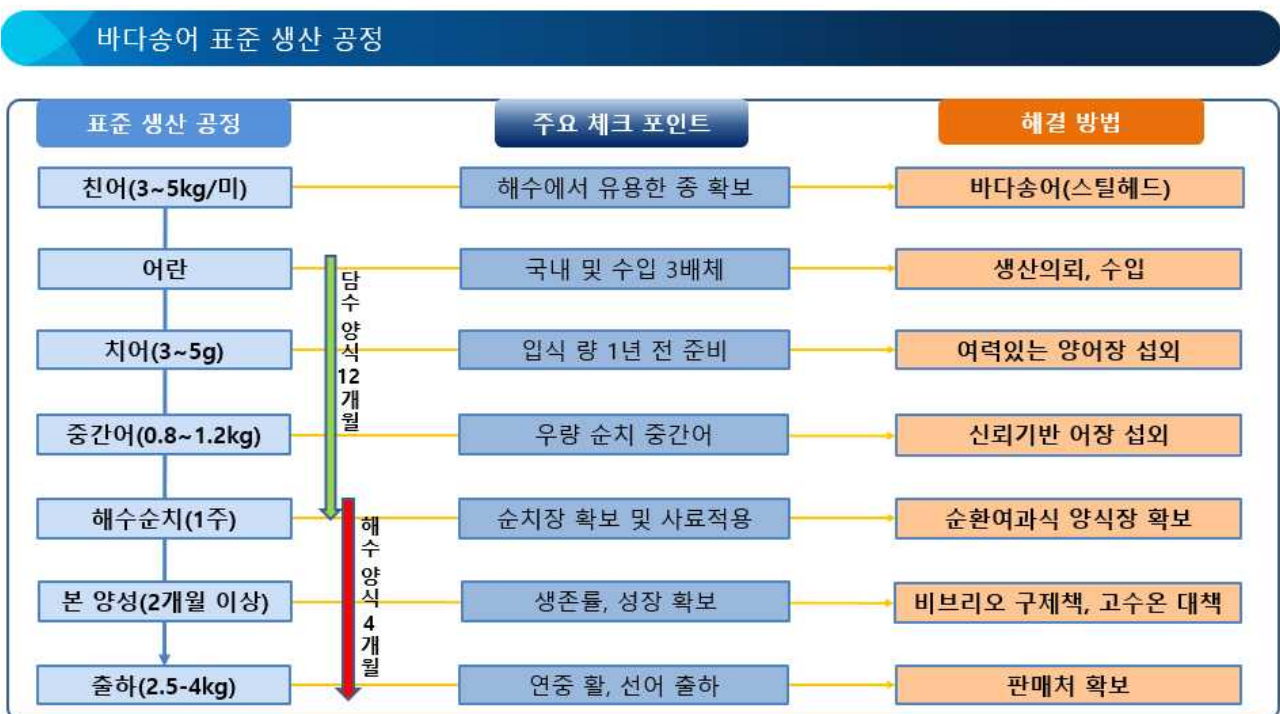 바다송어 표준 생산 공정
표준 생산 공정
주요 체크 포인트
해결 방법
친어(3~5kg/미)
해수에서 유용한 종 확보
바다송어(스틸헤드)
어란
국내 및 수입 3배체
생산의뢰, 수입
치어(3~5g)
입식 량 1년 전 준비
여력있는 양어장 섭외
중간어(0.8~1.2kg)
우량 순치 중간어
신뢰기반 어장 섭외
해수순치(1주)
순치장 확보 및 사료적용
순환여과식 양식장 확보
본 양성(2개월 이상)
생존률, 성장 확보
비브리오 구제책, 고수온 대책
출하(2.5-4kg)
연중 활, 선어 출하
판매처 확보
담수 양식12개월
해수 양식4개월